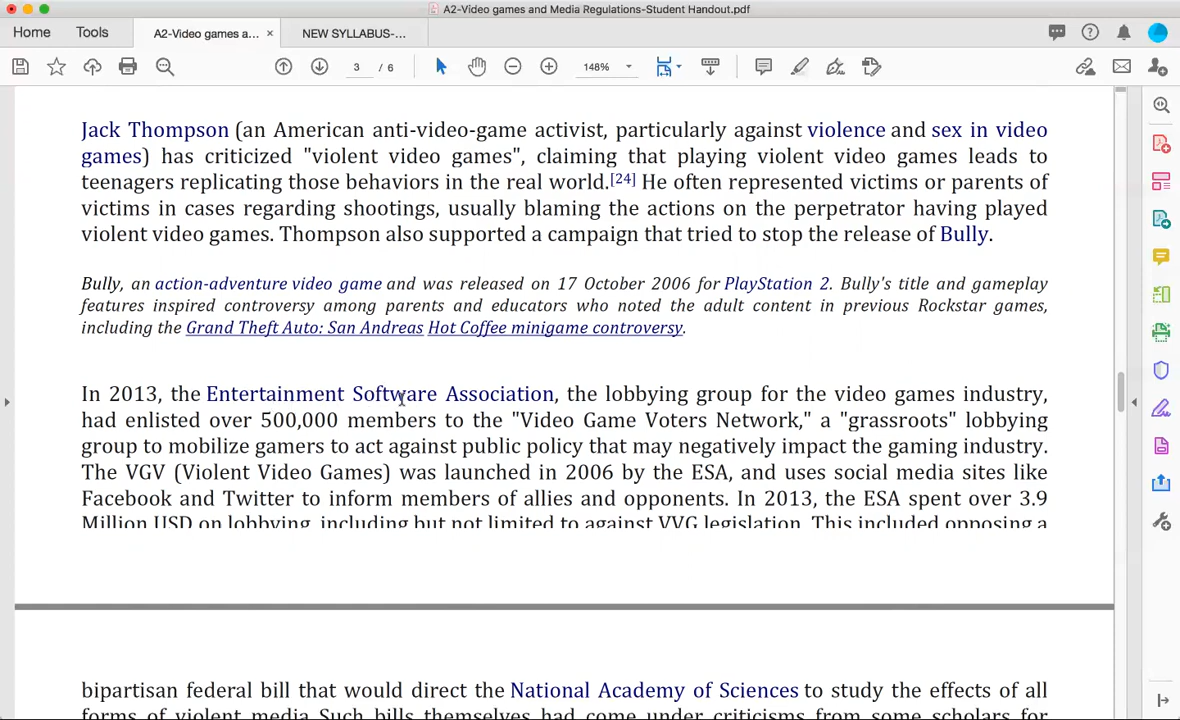 A2-Video games and Media Regulations-Student Handout.pdf
Home Tools A2-Video games a... × NEW SYLLABUS-...
3 / 6 148%
Jack Thompson (an American anti-video-game activist, particularly against violence and sex in video
games) has criticized "violent video games", claiming that playing violent video games leads to
teenagers replicating those behaviors in the real world.[24] He often represented victims or parents of
victims in cases regarding shootings, usually blaming the actions on the perpetrator having played
violent video games. Thompson also supported a campaign that tried to stop the release of Bully.
Bully, an action-adventure video game and was released on 17 October 2006 for PlayStation 2. Bully's title and gameplay
features inspired controversy among parents and educators who noted the adult content in previous Rockstar games,
including the Grand Theft Auto: San Andreas Hot Coffee minigame controversy.
In 2013, the Entertainment Software Association, the lobbying group for the video games industry,
had enlisted over 500,000 members to the "Video Game Voters Network," a "grassroots" lobbying
group to mobilize gamers to act against public policy that may negatively impact the gaming industry.
The VGV (Violent Video Games) was launched in 2006 by the ESA, and uses social media sites like
Facebook and Twitter to inform members of allies and opponents. In 2013, the ESA spent over 3.9
Million USD on lobbying, including but not limited to against VVG legislation. This included opposing a
bipartisan federal bill that would direct the National Academy of Sciences to study the effects of all
forms of violent media Such bills themselves had come under criticisms from some scholars for